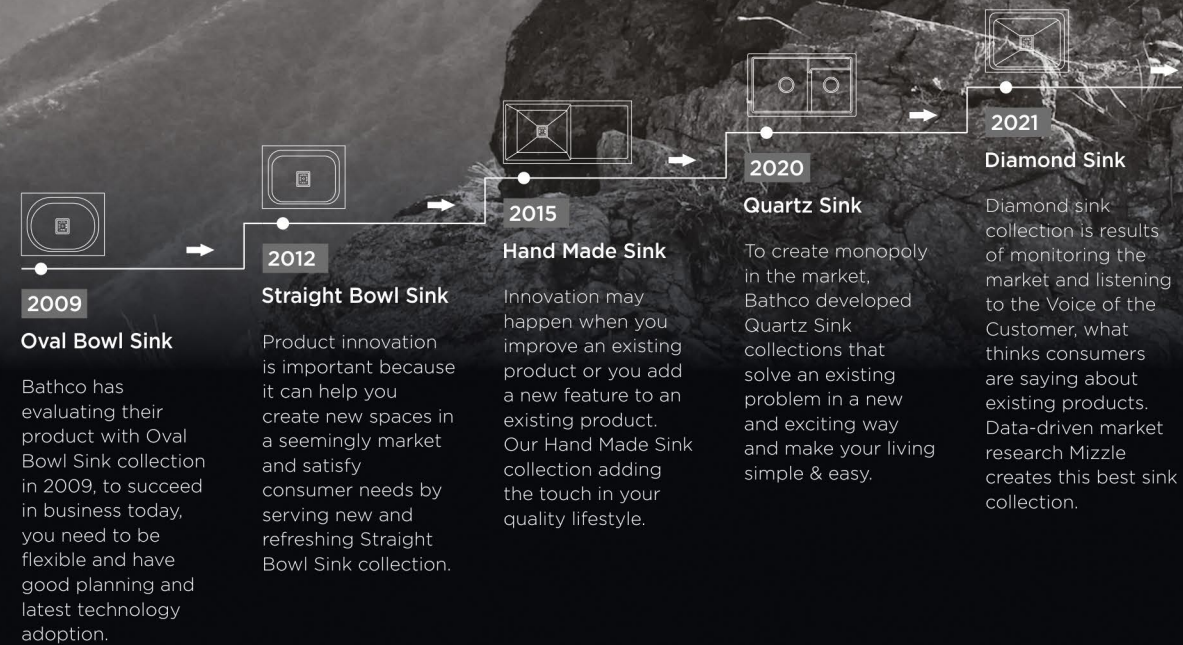 2009
Oval Bowl Sink
Bathco has
evaluating their
product with Oval
Bowl Sink collection
in 2009, to succeed
in business today,
you need to be
flexible and have
good planning and
latest technology
adoption.
2012
Straight Bowl Sink
Product innovation
is important because
it can help you
create new spaces in
a seemingly market
and satisfy
consumer needs by
serving new and
refreshing Straight
Bowl Sink collection.
2015
Hand Made Sink
Innovation may
happen when you
improve an existing
product or you add
a new feature to an
existing product.
Our Hand Made Sink
collection adding
the touch in your
quality lifestyle.
2020
Quartz Sink
To create monopoly
in the market,
Bathco developed
Quartz Sink
collections that
solve an existing
problem in a new
and exciting way
and make your living
simple & easy.
2021
Diamond Sink
Diamond sink
collection is results
of monitoring the
market and listening
to the Voice of the
Customer, what
thinks consumers
are saying about
existing products.
Data-driven market
research Mizzle
creates this best sink
collection.